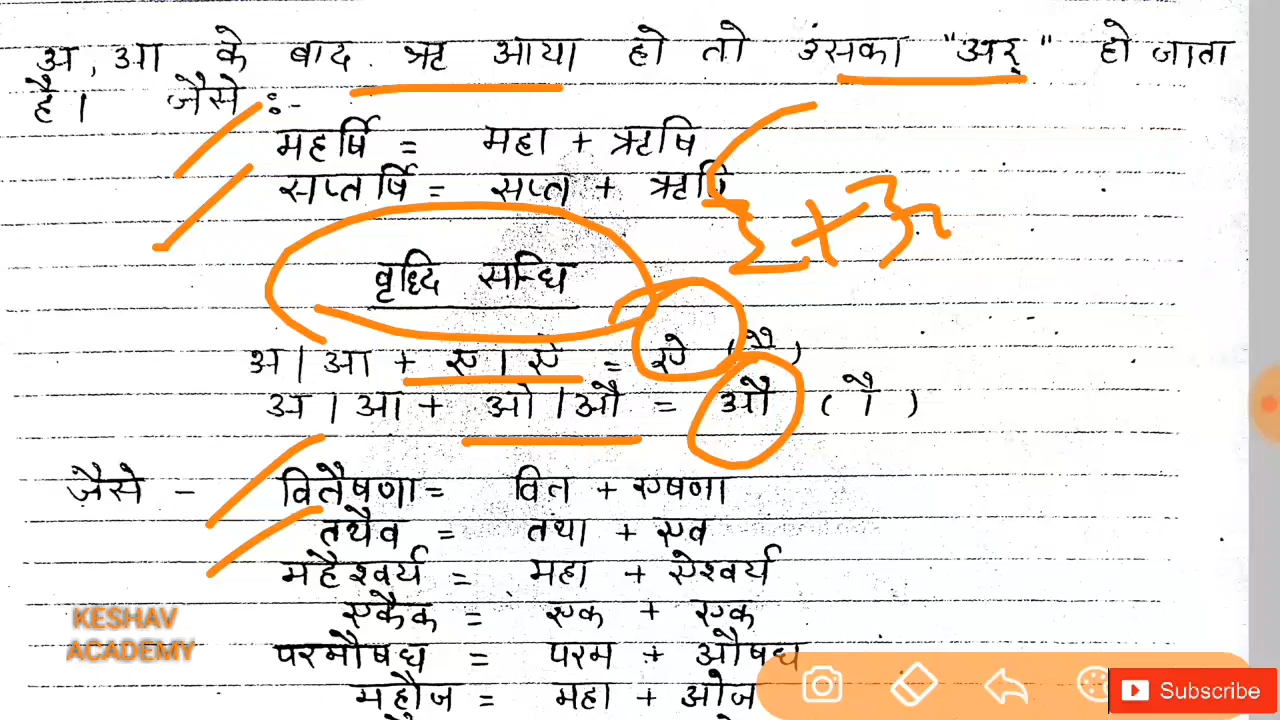 अ, आ के बाद ऋ आया हो तो उसका "अर्" हो जाता
है। जैसे :-
महर्षि = महा + ऋषि
सप्तर्षि = सप्त + ऋषि
वृध्दि सन्धि
अ । आ + ए । ऐ = ऐ ( ै )
अ । आ + ओ । औ = औ ( ौ )
जैसे - वितैषणा = वित + एषणा
तथैव = तथा + एव
महैश्वर्य = महा + ऐश्वर्य
एकैक = एक + एक
परमौषध = परम + औषध
महौज = महा + ओज
KESHAV
ACADEMY
Subscribe